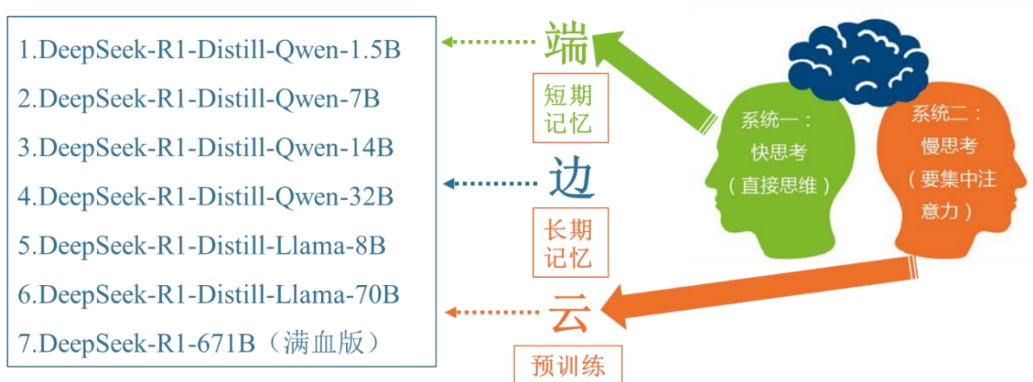 1.DeepSeek-R1-Distill-Qwen-1.5B
2.DeepSeek-R1-Distill-Qwen-7B
3.DeepSeek-R1-Distill-Qwen-14B
4.DeepSeek-R1-Distill-Qwen-32B
5.DeepSeek-R1-Distill-Llama-8B
6.DeepSeek-R1-Distill-Llama-70B
7.DeepSeek-R1-671B（满血版）
端
短期
记忆
边
长期
记忆
云
预训练
系统一：
快思考
（直接思维）
系统二：
慢思考
（要集中注
意力）